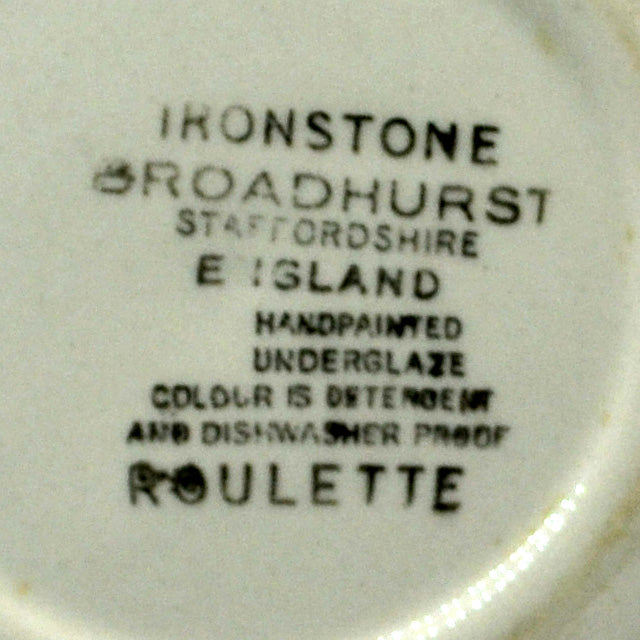 IRONSTONE
BROADHURST
STAFFORDSHIRE
ENGLAND
HANDPAINTED
UNDERGLAZE
COLOUR IS DETERGENT
AND DISHWASHER PROOF
ROULETTE